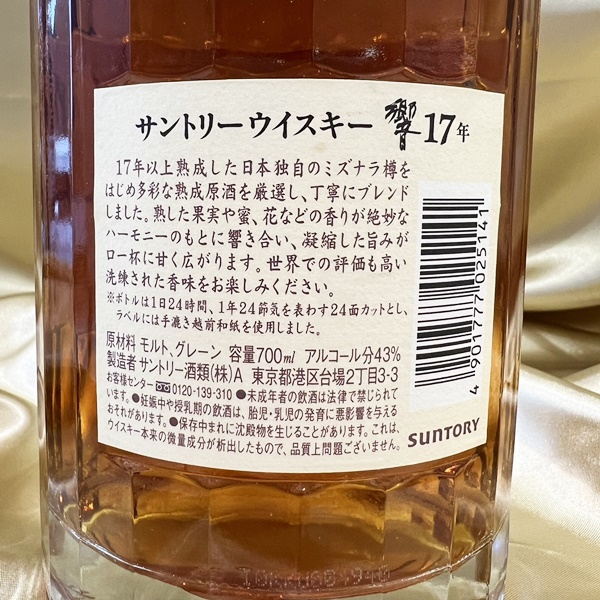 サントリーウイスキー 響 17年
17年以上熟成した日本独自のミズナラ樽を
はじめ多彩な熟成原酒を厳選し、丁寧にブレンド
しました。熟した果実や蜜、花などの香りが絶妙な
ハーモニーのもとに響き合い、凝縮した旨みが
口一杯に甘く広がります。世界での評価も高い
洗練された香味をお楽しみください。
※ボトルは1日24時間、1年24節気を表わす24面カットとし、
ラベルには手漉き越前和紙を使用しました。
原材料 モルト、グレーン 容量700ml アルコール分43%
製造者 サントリー酒類(株)A 東京都港区台場2丁目3-3
お客様センター 0120-139-310 ●未成年者の飲酒は法律で禁じられて
います。●妊娠中や授乳期の飲酒は、胎児・乳児の発育に悪影響を与える
おそれがあります。●保存中まれに沈殿物を生じることがあります。これは、
ウイスキー本来の微量成分が析出したもので、品質上問題ございません。
SUNTORY
4 901777 025141